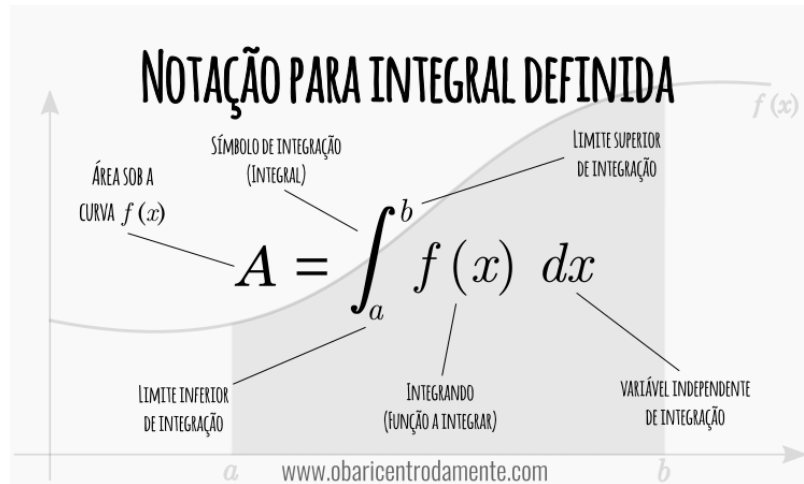 NOTAÇÃO PARA INTEGRAL DEFINIDA
f (x)
SÍMBOLO DE INTEGRAÇÃO
(INTEGRAL)
LIMITE SUPERIOR
DE INTEGRAÇÃO
ÁREA SOB A
CURVA f (x)
A = ∫_a^b f (x) dx
LIMITE INFERIOR
DE INTEGRAÇÃO
INTEGRANDO
(FUNÇÃO A INTEGRAR)
VARIÁVEL INDEPENDENTE
DE INTEGRAÇÃO
a
www.obaricentrodamente.com
b